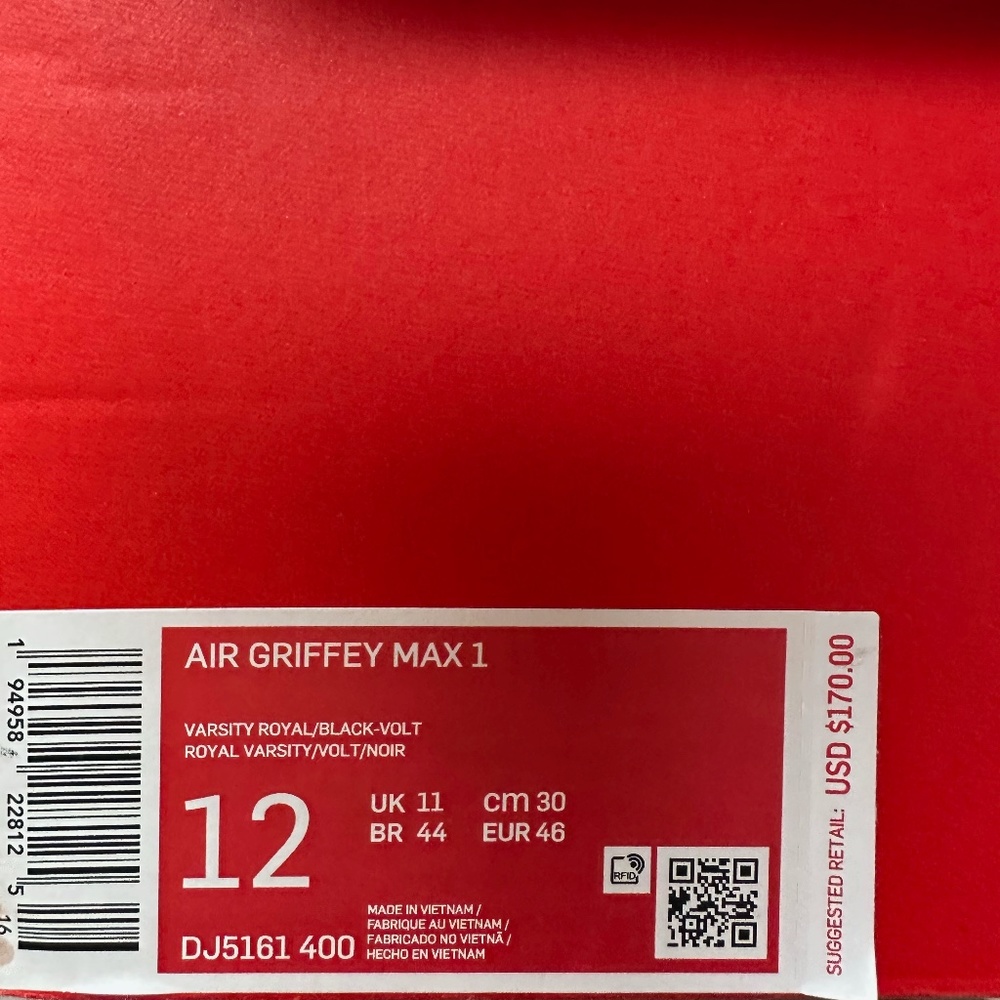 AIR GRIFFEY MAX 1
VARSITY ROYAL/BLACK-VOLT
ROYAL VARSITY/VOLT/NOIR
12
UK 11 cm 30
BR 44 EUR 46
RFID
DJ5161 400
MADE IN VIETNAM /
FABRIQUE AU VIETNAM /
FABRICADO NO VIETNÃ /
HECHO EN VIETNAM
1 94958 22812 5
16
SUGGESTED RETAIL: USD $170.00